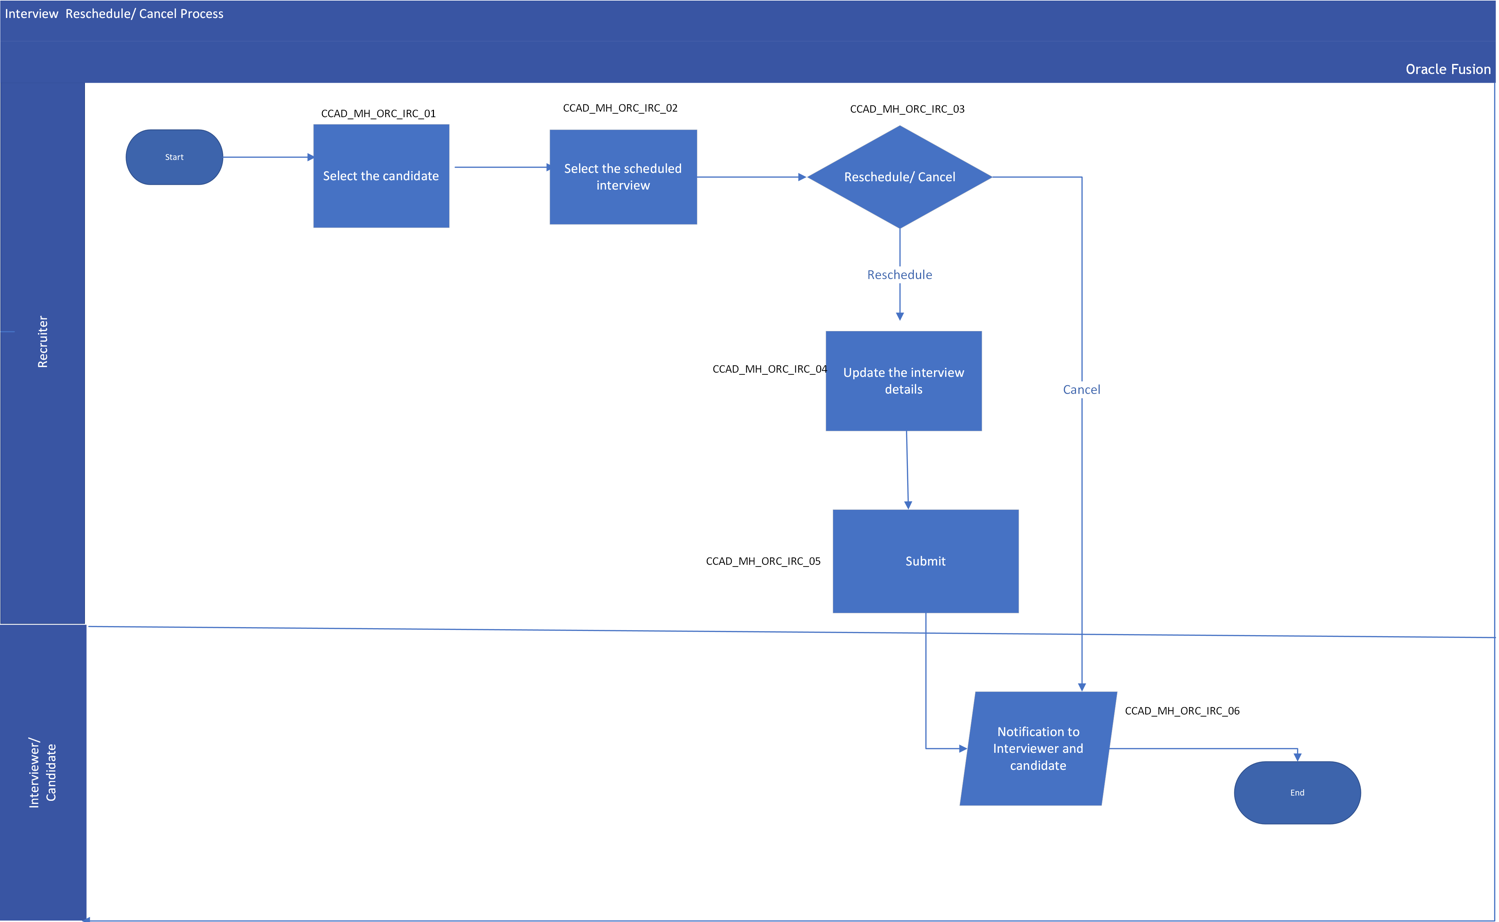 Interview  Reschedule/ Cancel Process
Oracle Fusion
Recruiter
CCAD_MH_ORC_IRC_01
CCAD_MH_ORC_IRC_02
CCAD_MH_ORC_IRC_03
Start
Select the candidate
Select the scheduled
interview
Reschedule/ Cancel
Reschedule
CCAD_MH_ORC_IRC_04
Update the interview
details
Cancel
CCAD_MH_ORC_IRC_05
Submit
Interviewer/
Candidate
Notification to
Interviewer and
candidate
CCAD_MH_ORC_IRC_06
End